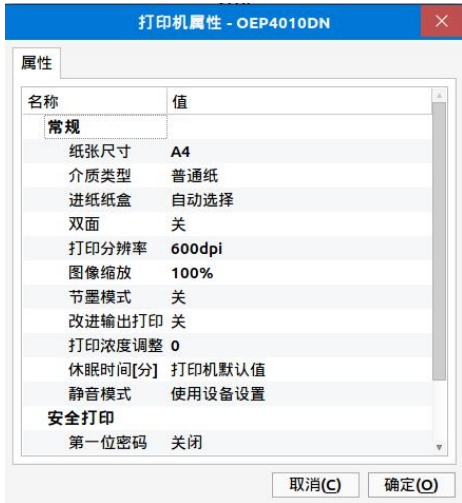 打印机属性 - OEP4010DN
属性
名称 值
常规
纸张尺寸 A4
介质类型 普通纸
进纸纸盒 自动选择
双面 关
打印分辨率 600dpi
图像缩放 100%
节墨模式 关
改进输出打印 关
打印浓度调整 0
休眠时间[分] 打印机默认值
静音模式 使用设备设置
安全打印
第一位密码 关闭
取消(C) 确定(O)